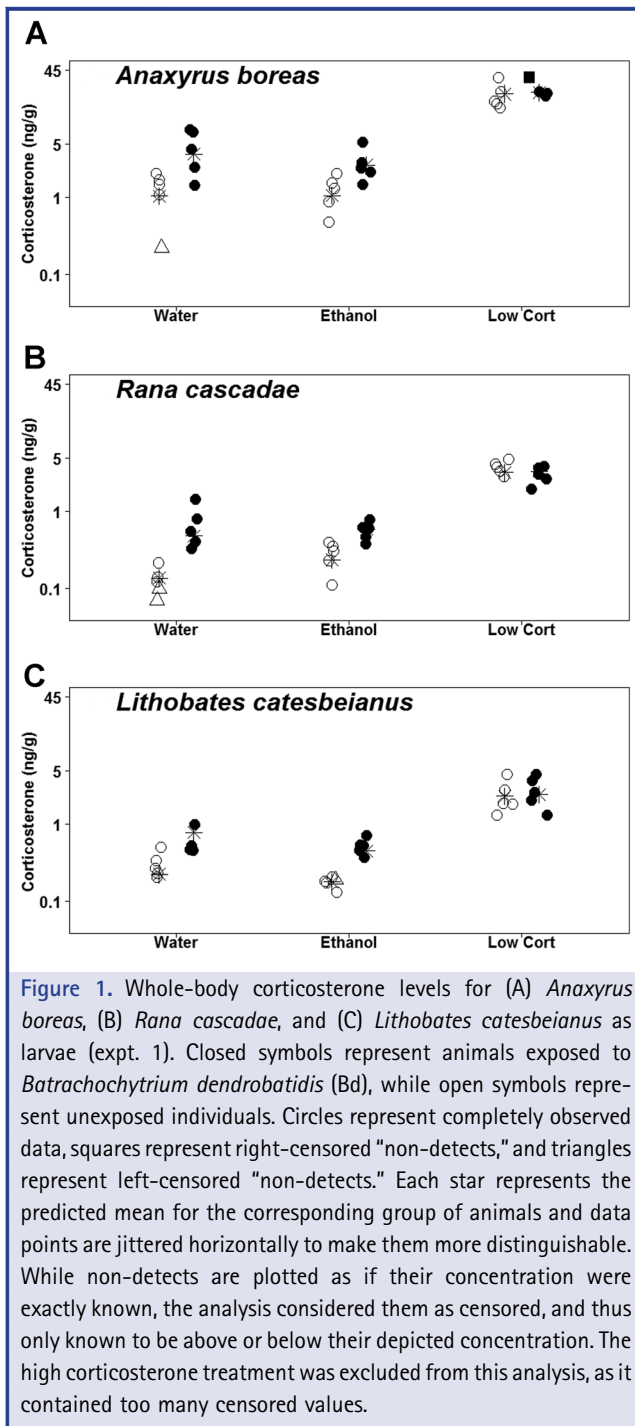 A
Anaxyrus boreas
Corticosterone (ng/g)
45
5
1
0.1
Water Ethanol Low Cort
B
Rana cascadae
Corticosterone (ng/g)
45
5
1
0.1
Water Ethanol Low Cort
C
Lithobates catesbeianus
Corticosterone (ng/g)
45
5
1
0.1
Water Ethanol Low Cort
Figure 1. Whole-body corticosterone levels for (A) Anaxyrus
boreas, (B) Rana cascadae, and (C) Lithobates catesbeianus as
larvae (expt. 1). Closed symbols represent animals exposed to
Batrachochytrium dendrobatidis (Bd), while open symbols repre-
sent unexposed individuals. Circles represent completely observed
data, squares represent right-censored "non-detects," and triangles
represent left-censored "non-detects." Each star represents the
predicted mean for the corresponding group of animals and data
points are jittered horizontally to make them more distinguishable.
While non-detects are plotted as if their concentration were
exactly known, the analysis considered them as censored, and thus
only known to be above or below their depicted concentration. The
high corticosterone treatment was excluded from this analysis, as it
contained too many censored values.